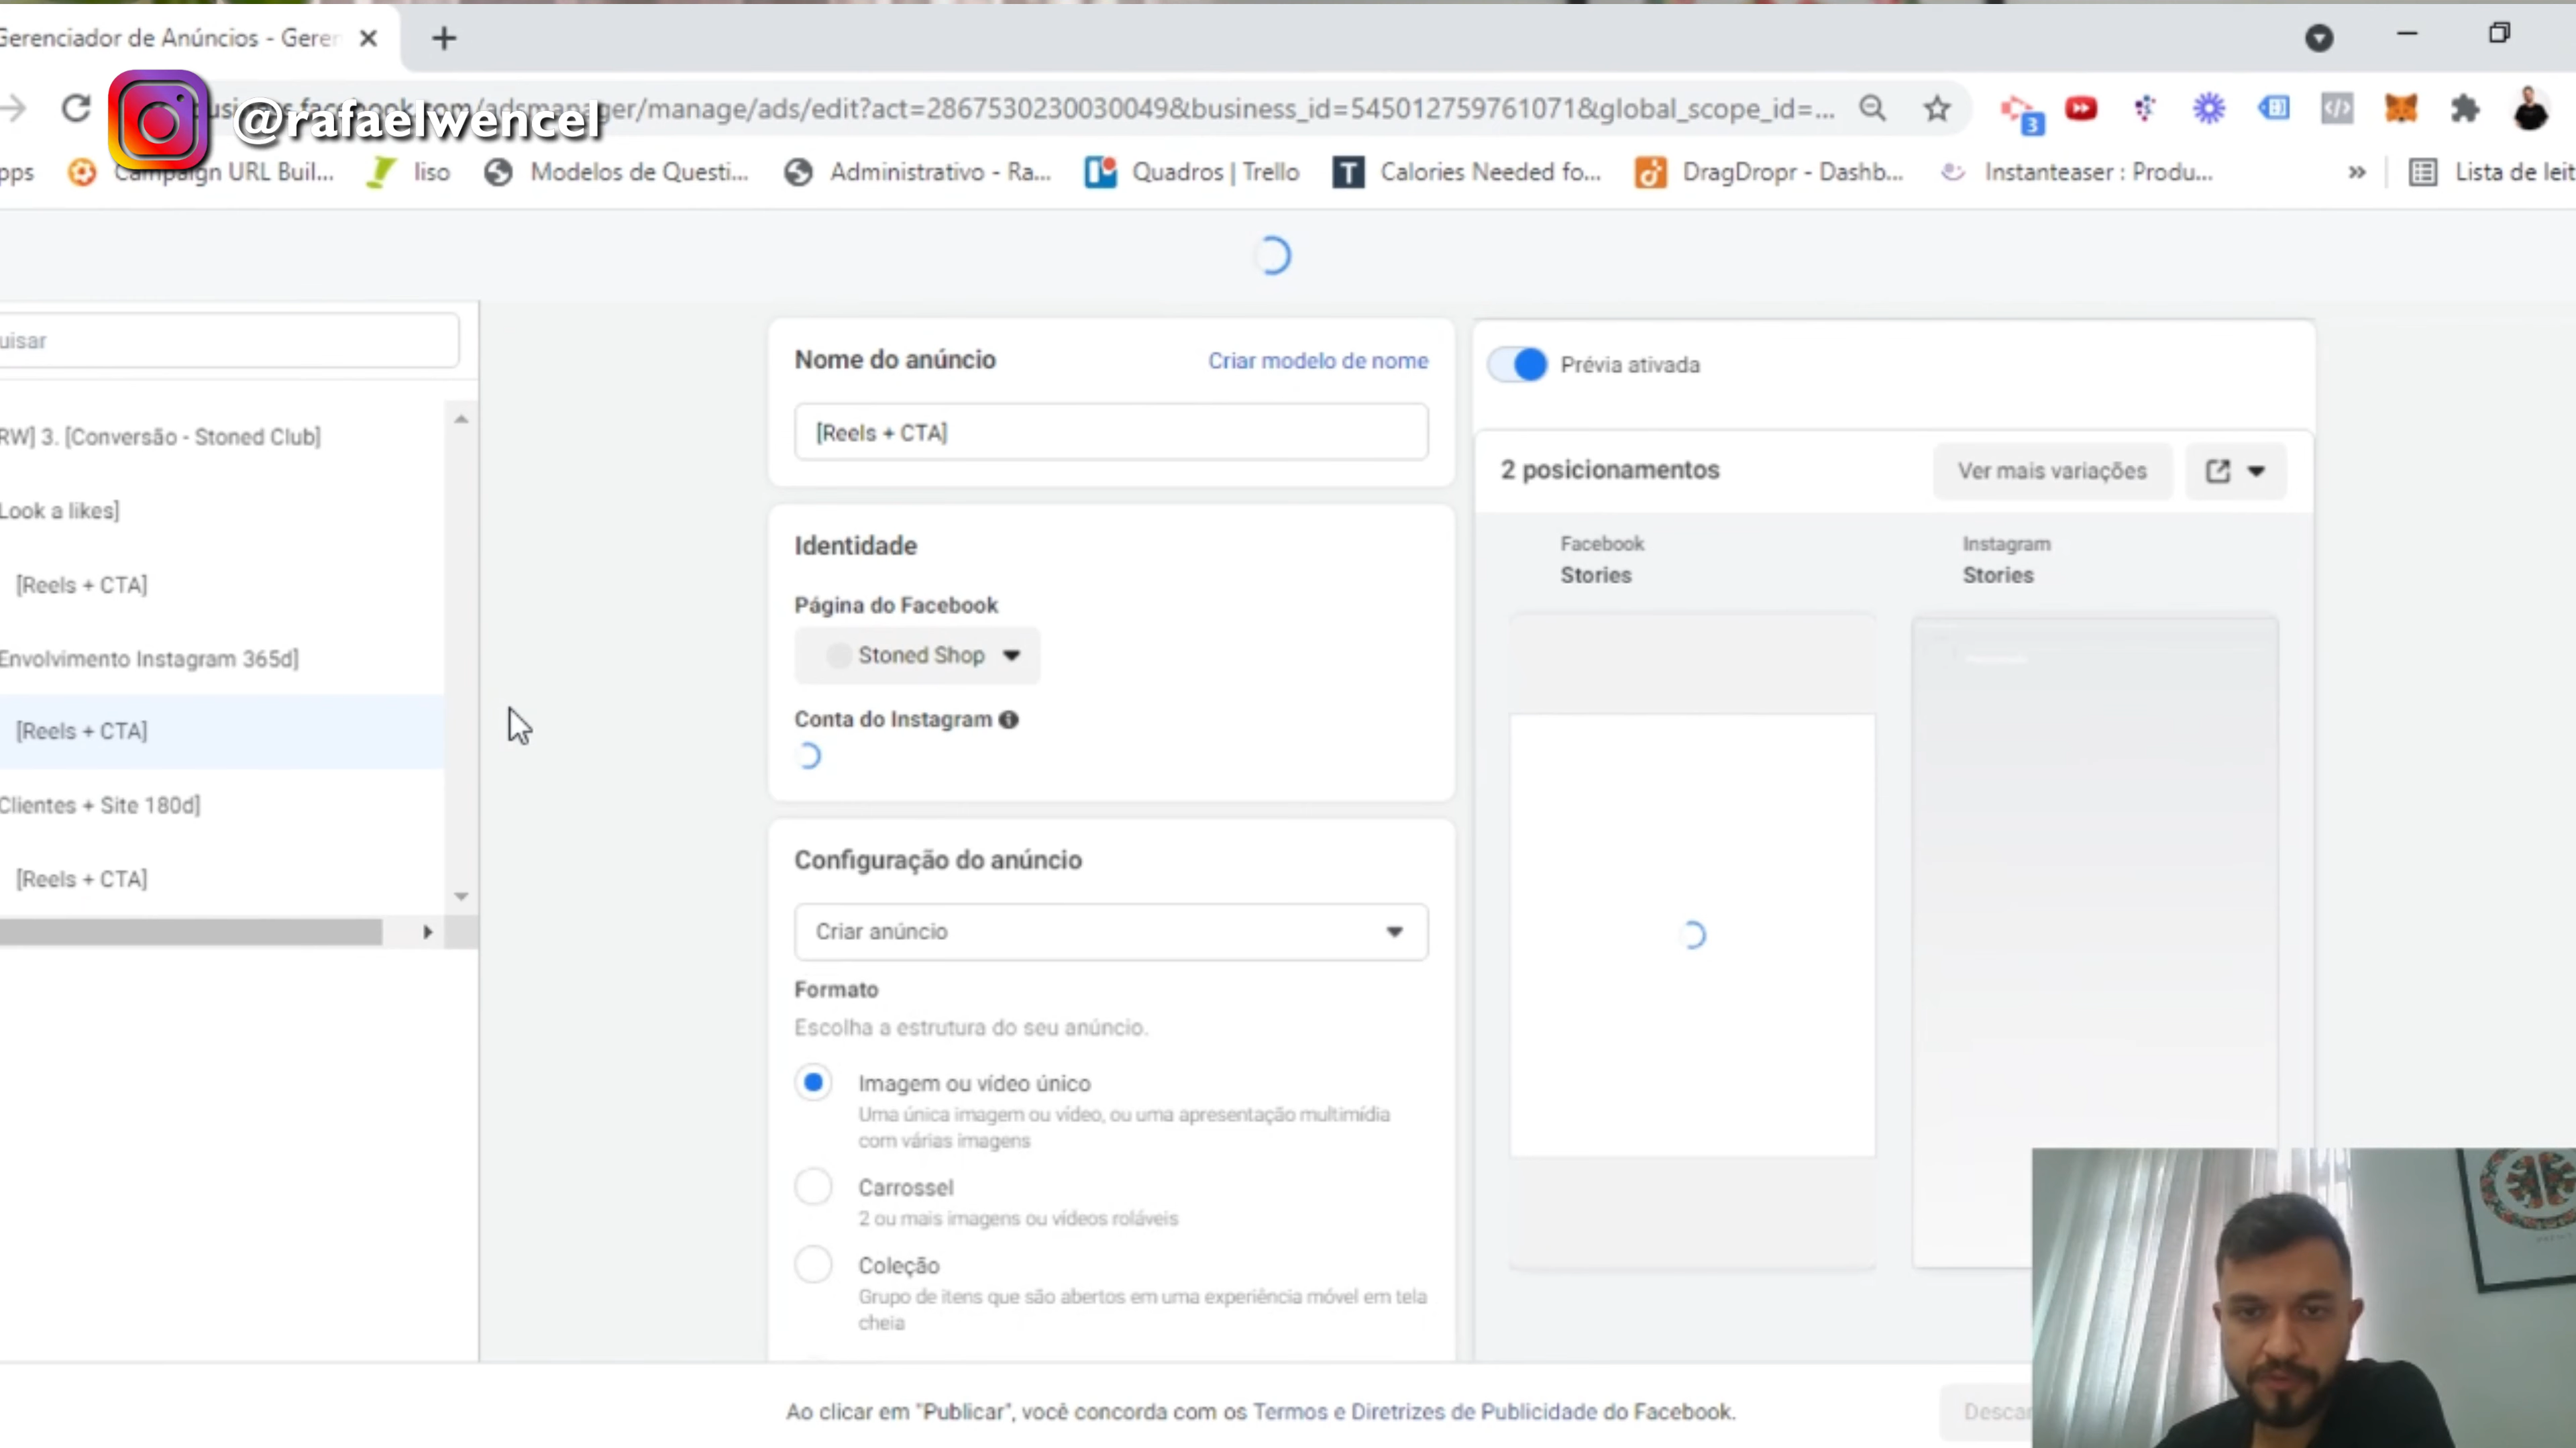 Gerenciador de Anúncios - Geren
@rafaelwencel
business.facebook.com/adsmanager/manage/ads/edit?act=2867530230030049&business_id=545012759761071&global_scope_id=...
3
pps
Campaign URL Buil...
liso
Modelos de Questi...
Administrativo - Ra...
Quadros | Trello
Calories Needed fo...
DragDropr - Dashb...
Instanteaser : Produ...
»
Lista de leit
uisar
RW] 3. [Conversão - Stoned Club]
Look a likes]
[Reels + CTA]
Envolvimento Instagram 365d]
[Reels + CTA]
Clientes + Site 180d]
[Reels + CTA]
Nome do anúncio
Criar modelo de nome
[Reels + CTA]
Identidade
Página do Facebook
Stoned Shop
Conta do Instagram
Configuração do anúncio
Criar anúncio
Formato
Escolha a estrutura do seu anúncio.
Imagem ou vídeo único
Uma única imagem ou vídeo, ou uma apresentação multimídia
com várias imagens
Carrossel
2 ou mais imagens ou vídeos roláveis
Coleção
Grupo de itens que são abertos em uma experiência móvel em tela
cheia
Prévia ativada
2 posicionamentos
Ver mais variações
Facebook
Stories
Instagram
Stories
Ao clicar em "Publicar", você concorda com os Termos e Diretrizes de Publicidade do Facebook.
Descar